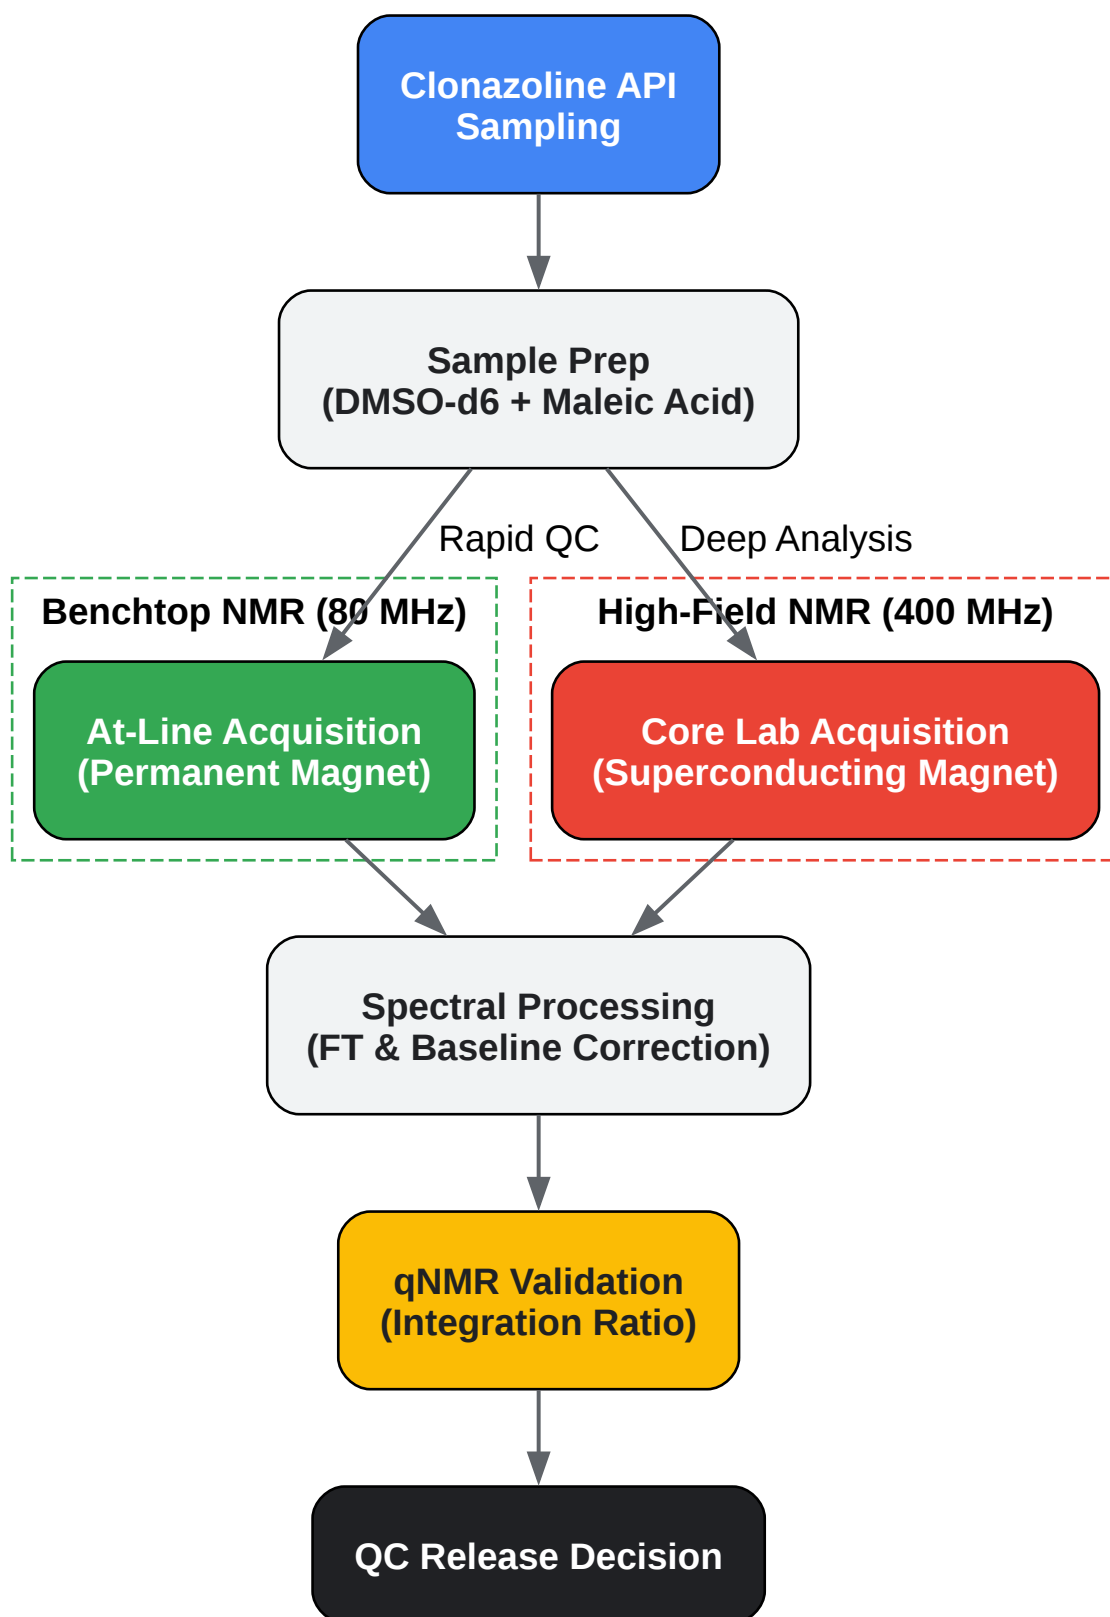 Clonazoline API
Sampling
Sample Prep
(DMSO-d6 + Maleic Acid)
Rapid QC
Deep Analysis
Benchtop NMR (80 MHz)
High-Field NMR (400 MHz)
At-Line Acquisition
(Permanent Magnet)
Core Lab Acquisition
(Superconducting Magnet)
Spectral Processing
(FT & Baseline Correction)
qNMR Validation
(Integration Ratio)
QC Release Decision